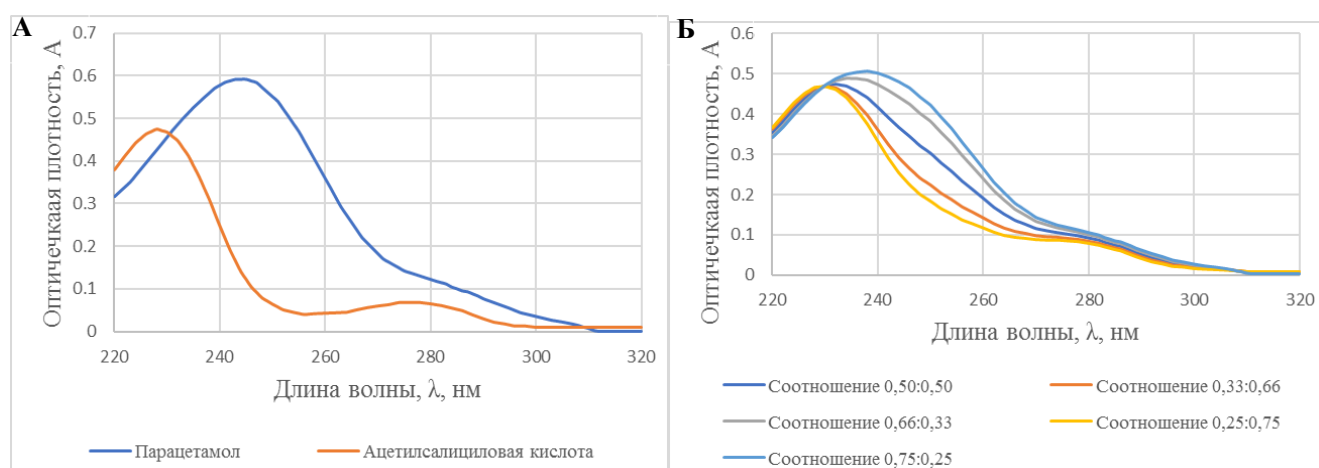 А
Оптичечкаая плотность, А
0.7
0.6
0.5
0.4
0.3
0.2
0.1
0
220 240 260 280 300 320
Длина волны, λ, нм
Парацетамол Ацетилсалициловая кислота
Б
Оптичечкааая плотность, А
0.6
0.5
0.4
0.3
0.2
0.1
0
220 240 260 280 300 320
Длина волны, λ, нм
Соотношение 0,50:0,50 Соотношение 0,33:0,66
Соотношение 0,66:0,33 Соотношение 0,25:0,75
Соотношение 0,75:0,25